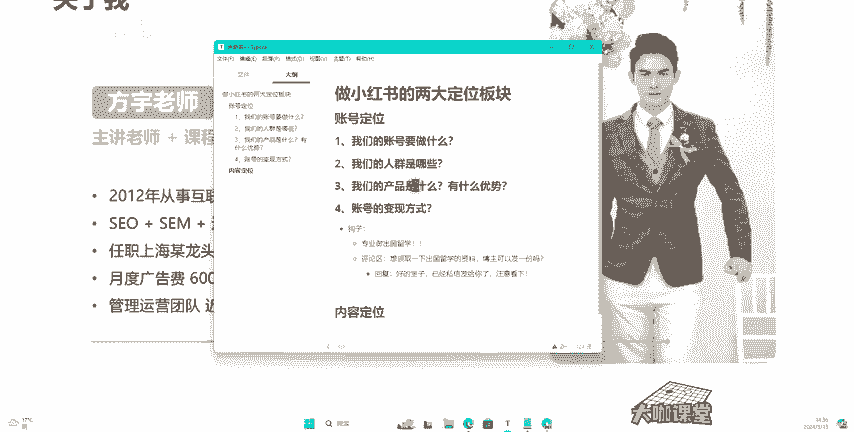 关于我
方宇老师
主讲老师 + 课程
• 2012年从事互联
• SEO + SEM +
• 任职上海某龙头
• 月度广告费 600
• 管理运营团队 近
文件(F) 编辑(E) 段落(P) 格式(O) 视图(V) 主题(T) 帮助(H)
文件 大纲
做小红书的两大定位板块
账号定位
1、我们的账号要做什么?
2、我们的人群是哪些?
3、我们的产品是什么?有
什么优势?
4、账号的变现方式?
内容定位
做小红书的两大定位板块
账号定位
1、我们的账号要做什么?
2、我们的人群是哪些?
3、我们的产品是什么?有什么优势?
4、账号的变现方式?
• 钩子:
专业做出国留学!!
评论区:想领取一下出国留学的资料,博主可以发一份吗?
回复:好的宝子,已经私信发给你了,注意看下!
内容定位
大咖课堂
17°C
搜索